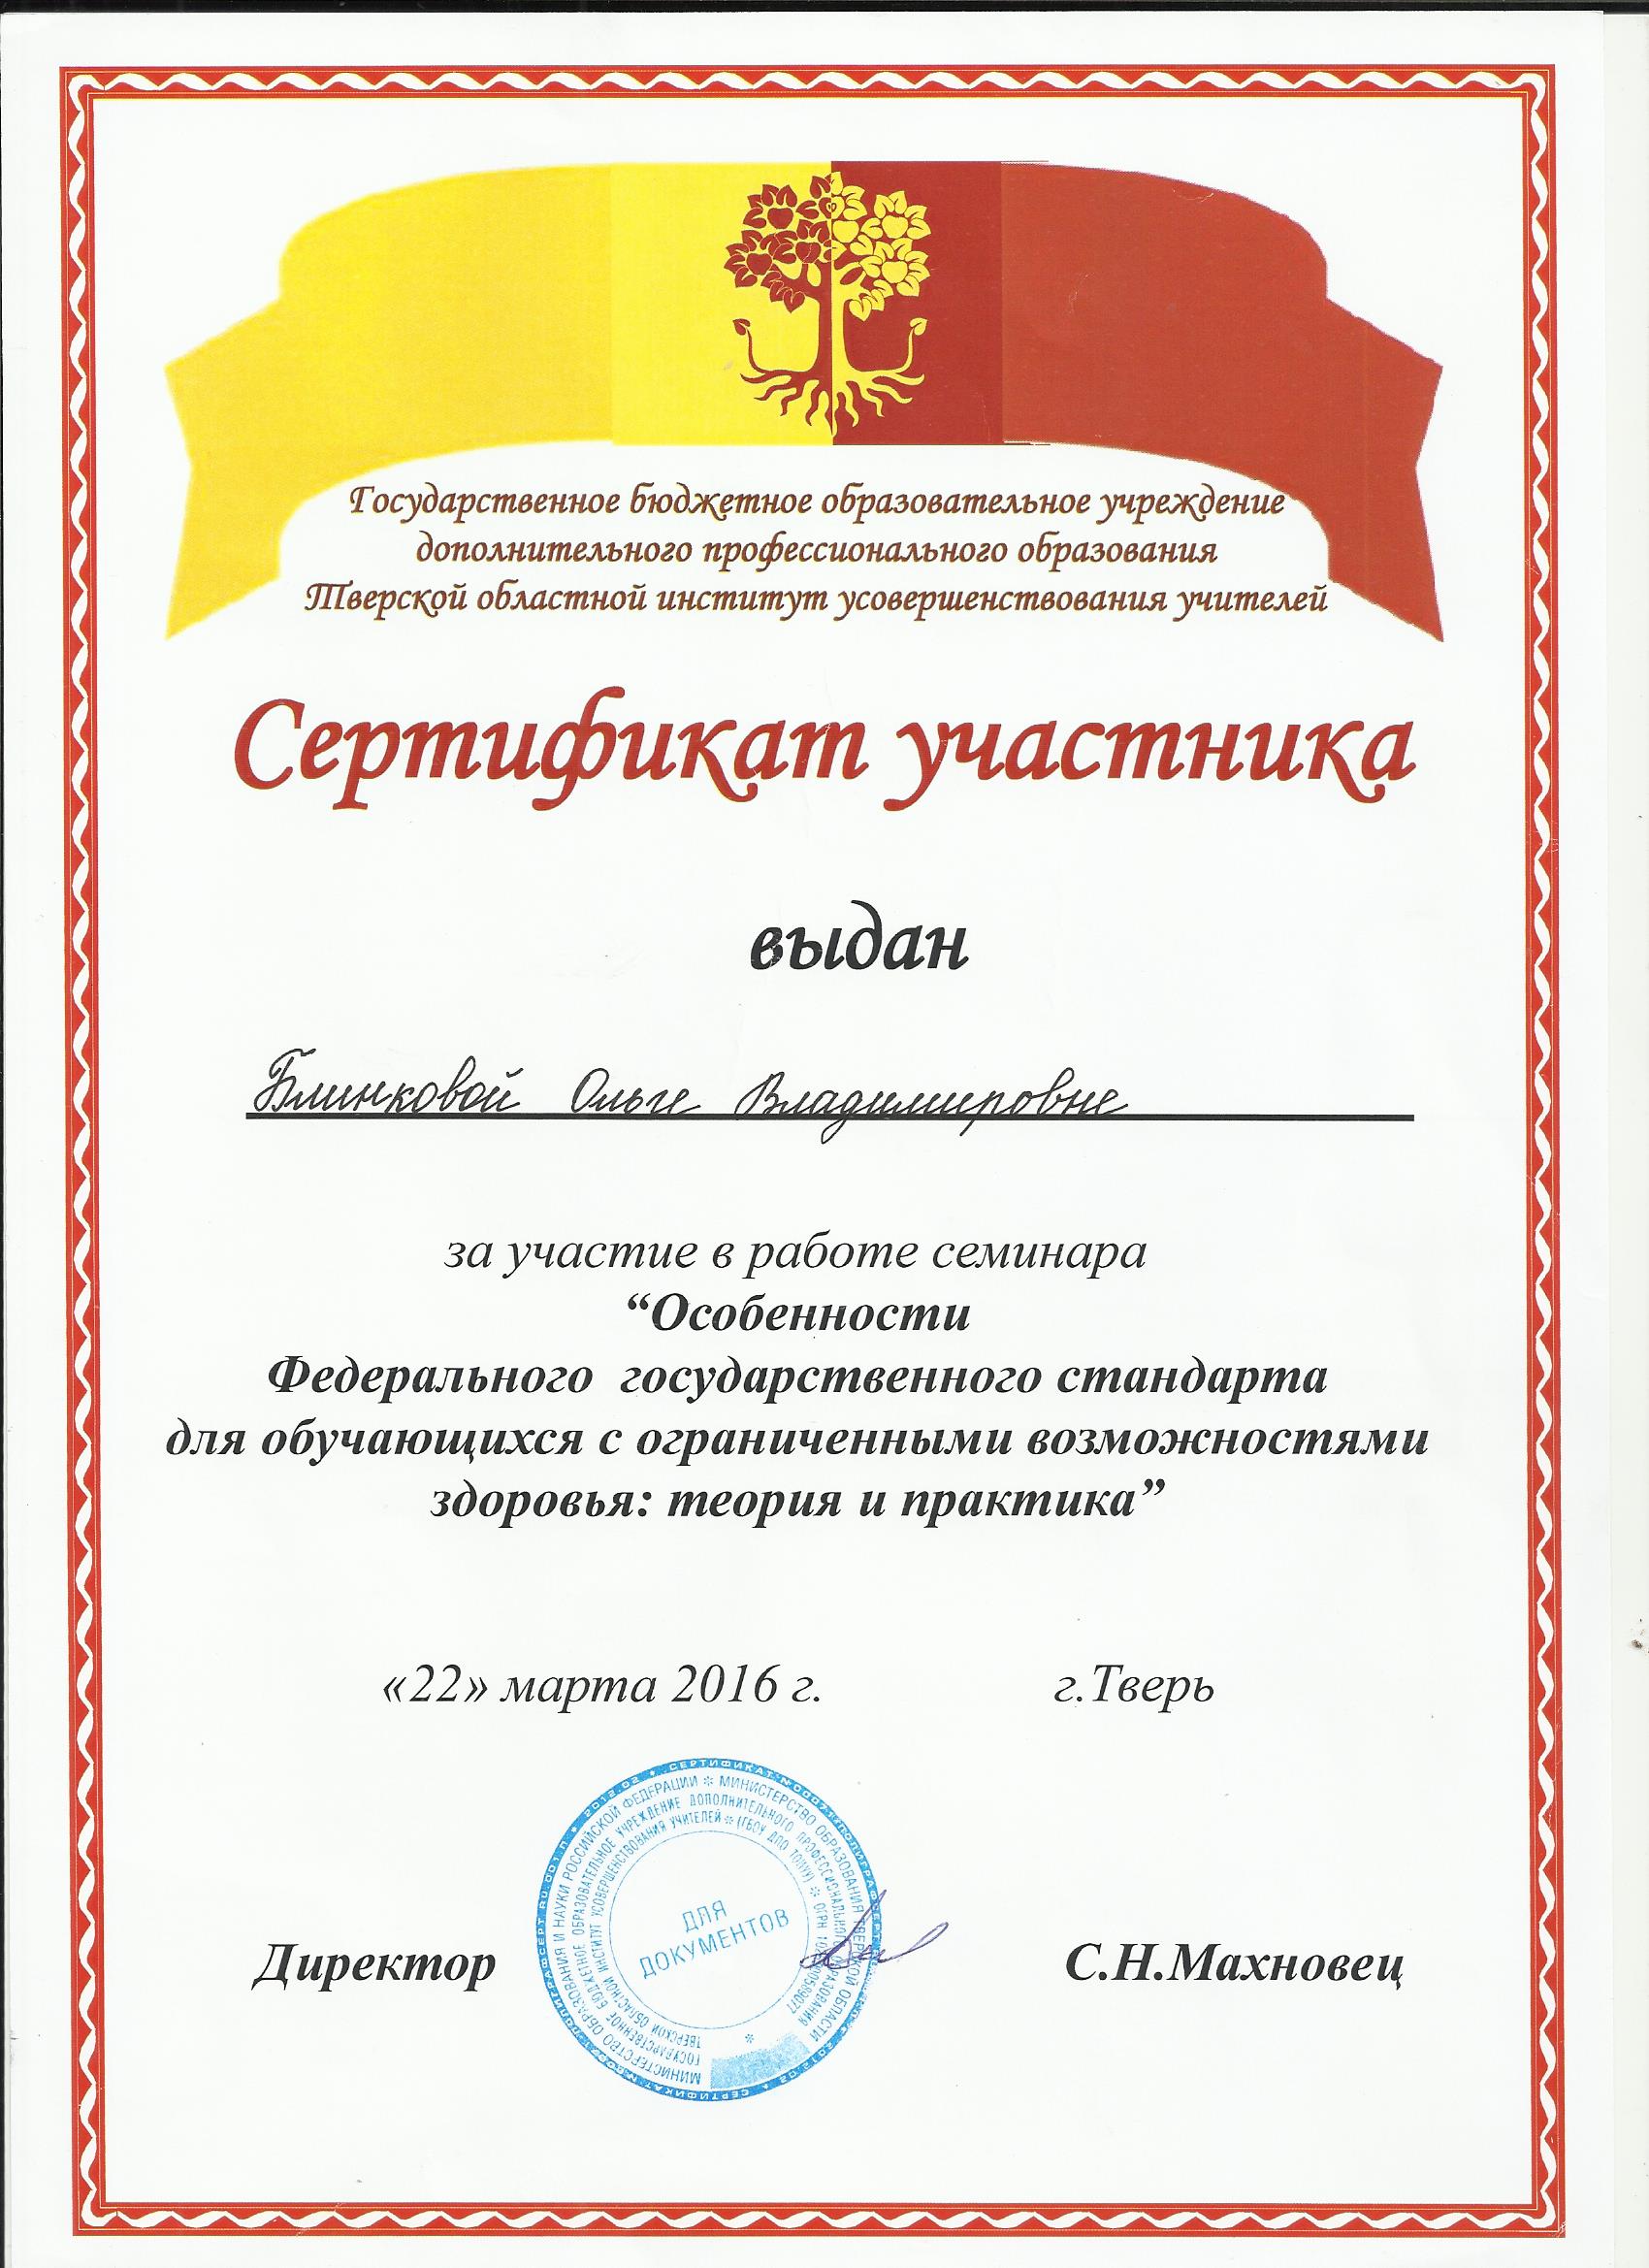 Государственное бюджетное образовательное учреждение
дополнительного профессионального образования
Тверской областной институт усовершенствования учителей
Сертификат участника
выдан
Блинковой Ольге Владимировне
за участие в работе семинара
“Особенности
Федерального государственного стандарта
для обучающихся с ограниченными возможностями
здоровья: теория и практика”
«22» марта 2016 г. г.Тверь
Директор С.Н.Махновец
МИНИСТЕРСТВО ОБРАЗОВАНИЯ И НАУКИ РОССИЙСКОЙ ФЕДЕРАЦИИ * МИНИСТЕРСТВО ОБРАЗОВАНИЯ ТВЕРСКОЙ ОБЛАСТИ
ГОСУДАРСТВЕННОЕ БЮДЖЕТНОЕ ОБРАЗОВАТЕЛЬНОЕ УЧРЕЖДЕНИЕ ДОПОЛНИТЕЛЬНОГО ПРОФЕССИОНАЛЬНОГО ОБРАЗОВАНИЯ
ТВЕРСКОЙ ОБЛАСТНОЙ ИНСТИТУТ УСОВЕРШЕНСТВОВАНИЯ УЧИТЕЛЕЙ * (ГБОУ ДПО ТОИУУ) * ОГРН
ДЛЯ
ДОКУМЕНТОВ